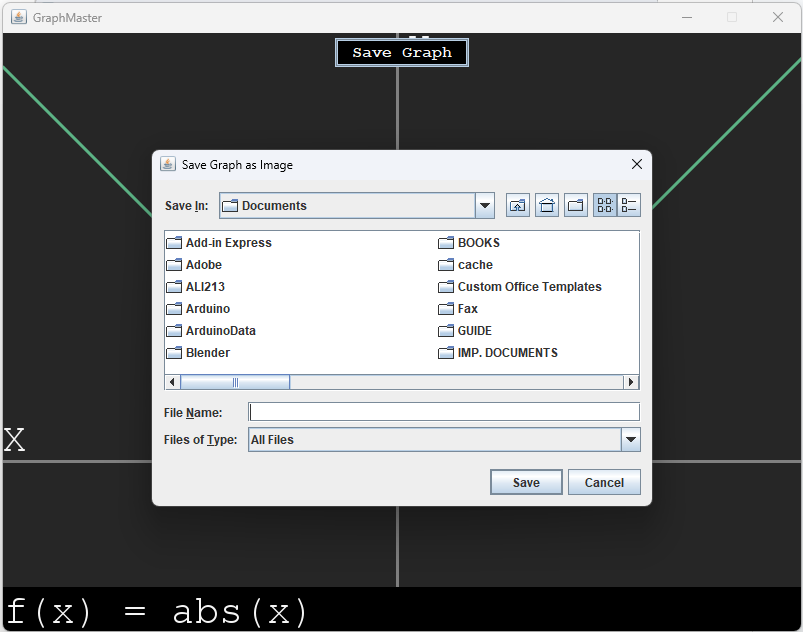 GraphMaster
Save Graph
Save Graph as Image
Save In: Documents
Add-in Express
Adobe
ALI213
Arduino
ArduinoData
Blender
BOOKS
cache
Custom Office Templates
Fax
GUIDE
IMP. DOCUMENTS
File Name:
Files of Type: All Files
Save Cancel
X
f(x) = abs(x)